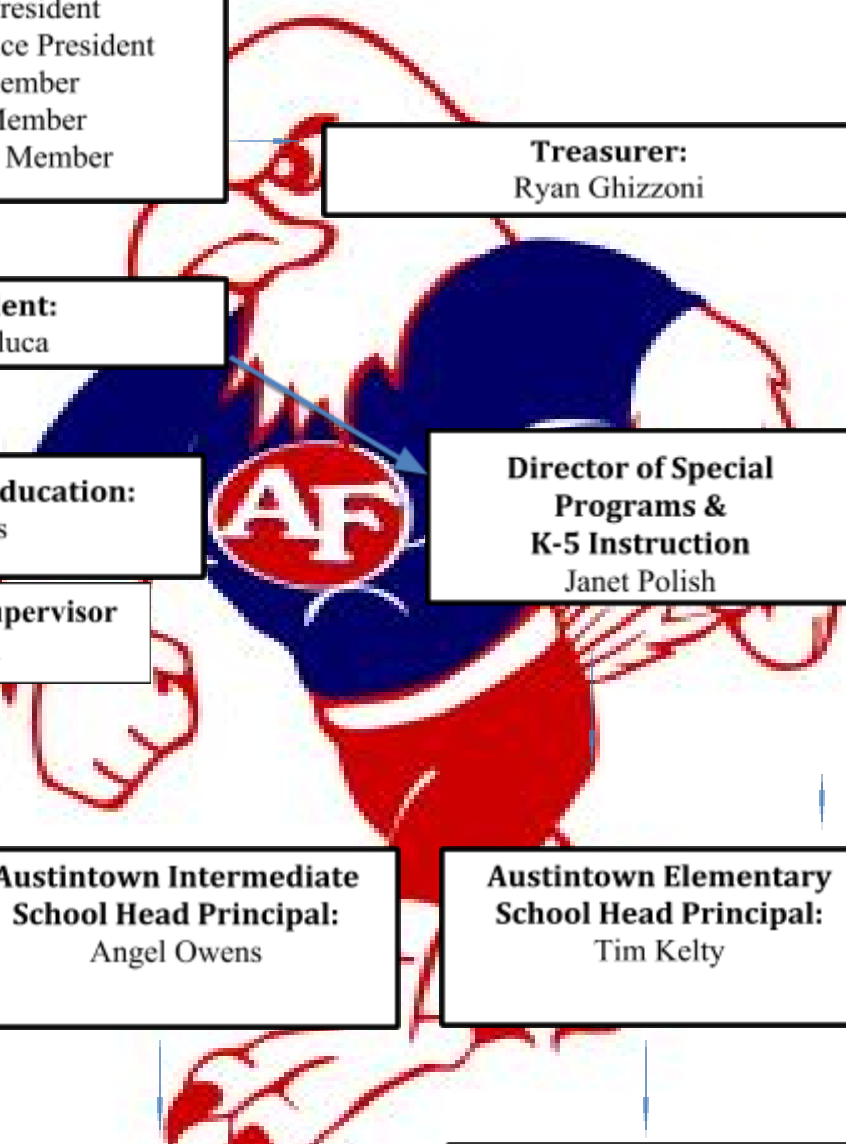 resident
ce President
ember
Member
Member
Treasurer:
Ryan Ghizzoni
ent:
luca
ducation:
s
AF
Director of Special
Programs &
K-5 Instruction
Janet Polish
upervisor
Austintown Intermediate
School Head Principal:
Angel Owens
Austintown Elementary
School Head Principal:
Tim Kelty